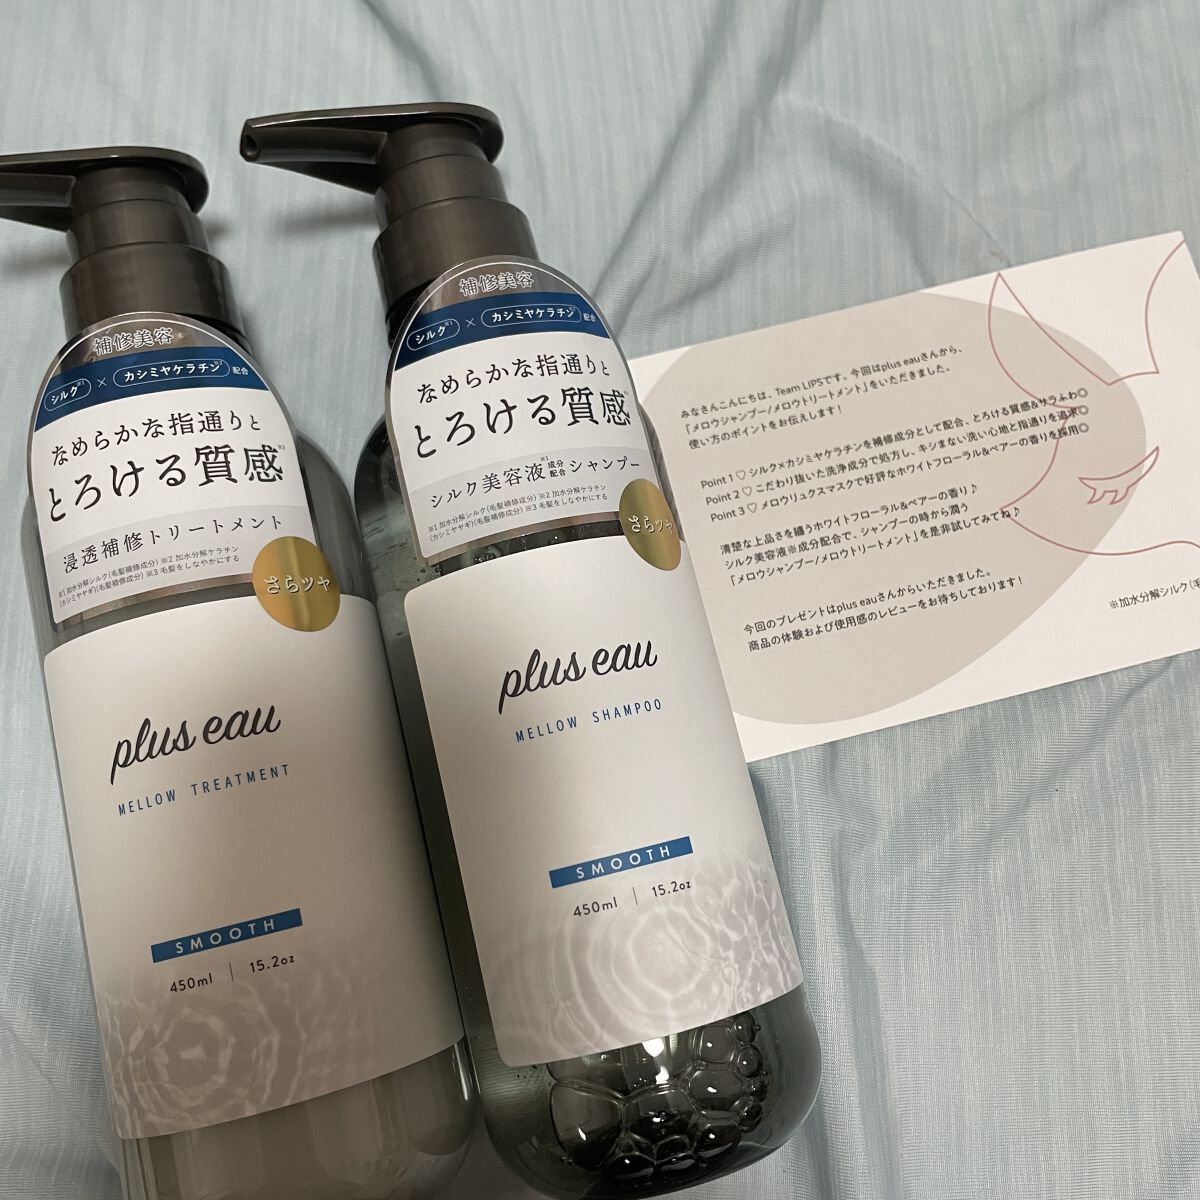 補修美容
シルク※1 × カシミヤケラチン※2 配合
なめらかな指通りと
とろける質感※3
浸透補修トリートメント
※1 加水分解シルク(毛髪補修成分) ※2 加水分解ケラチン
(カシミヤヤギ)(毛髪補修成分) ※3 毛髪をしなやかにする
さらツヤ
plus eau
MELLOW TREATMENT
SMOOTH
450ml | 15.2oz
補修美容
シルク※1 × カシミヤケラチン※2 配合
なめらかな指通りと
とろける質感※3
シルク美容液※1成分配合シャンプー
※1 加水分解シルク(毛髪補修成分) ※2 加水分解ケラチン
(カシミヤヤギ)(毛髪補修成分) ※3 毛髪をしなやかにする
さらツヤ
plus eau
MELLOW SHAMPOO
SMOOTH
450ml | 15.2oz
みなさんこんにちは、Team LIPSです。今回はplus eauさんから、
「メロウシャンプー/メロウトリートメント」をいただきました。
使い方のポイントをお伝えします！
Point 1 ♡ シルク×カシミヤケラチンを補修成分として配合、とろける質感&サラふわ◎
Point 2 ♡ こだわり抜いた洗浄成分で処方し、キシまない洗い心地と指通りを追求◎
Point 3 ♡ メロウリュクスマスクで好評なホワイトフローラル&ペアーの香りを採用◎
清楚な上品さを纏うホワイトフローラル&ペアーの香り♪
シルク美容液※成分配合で、シャンプーの時から潤う
「メロウシャンプー/メロウトリートメント」を是非試してみてね♪
今回のプレゼントはplus eauさんからいただきました。
商品の体験および使用感のレビューをお待ちしております！
※加水分解シルク(